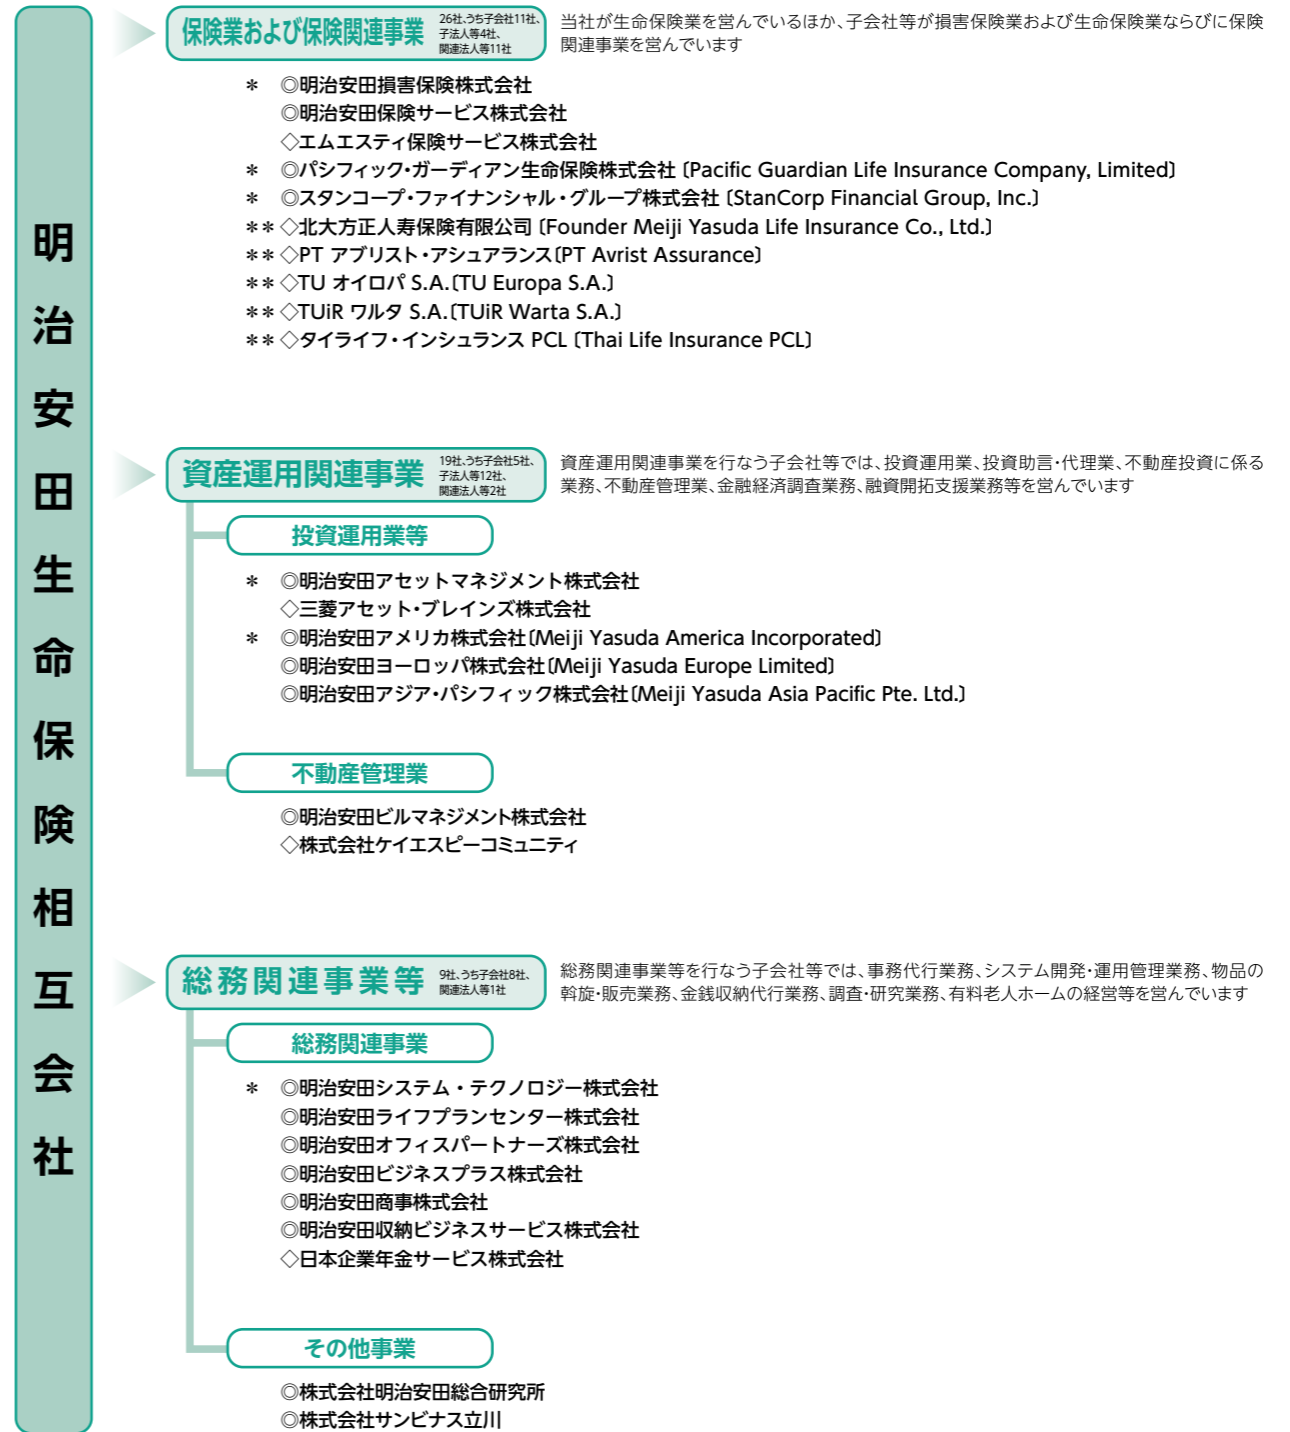 明治安田生命保険相互会社
保険業および保険関連事業
26社、うち子会社11社、
子法人等4社、
関連法人等11社
当社が生命保険業を営んでいるほか、子会社等が損害保険業および生命保険業ならびに保険
関連事業を営んでいます
＊ ◎明治安田損害保険株式会社
◎明治安田保険サービス株式会社
◇エムエスティ保険サービス株式会社
＊ ◎パシフィック・ガーディアン生命保険株式会社〔Pacific Guardian Life Insurance Company, Limited〕
＊ ◎スタンコープ・ファイナンシャル・グループ株式会社〔StanCorp Financial Group, Inc.〕
＊＊◇北大方正人寿保険有限公司〔Founder Meiji Yasuda Life Insurance Co., Ltd.〕
＊＊◇PT アブリスト・アシュアランス〔PT Avrist Assurance〕
＊＊◇TU オイロパ S.A.〔TU Europa S.A.〕
＊＊◇TUiR ワルタ S.A.〔TUiR Warta S.A.〕
＊＊◇タイライフ・インシュランス PCL〔Thai Life Insurance PCL〕
資産運用関連事業
19社、うち子会社5社、
子法人等12社、
関連法人等2社
資産運用関連事業を行なう子会社等では、投資運用業、投資助言・代理業、不動産投資に係る
業務、不動産管理業、金融経済調査業務、融資開拓支援業務等を営んでいます
投資運用業等
＊ ◎明治安田アセットマネジメント株式会社
◇三菱アセット・ブレインズ株式会社
＊ ◎明治安田アメリカ株式会社〔Meiji Yasuda America Incorporated〕
◎明治安田ヨーロッパ株式会社〔Meiji Yasuda Europe Limited〕
◎明治安田アジア・パシフィック株式会社〔Meiji Yasuda Asia Pacific Pte. Ltd.〕
不動産管理業
◎明治安田ビルマネジメント株式会社
◇株式会社ケイエスピーコミュニティ
総務関連事業等
9社、うち子会社8社、
関連法人等1社
総務関連事業等を行なう子会社等では、事務代行業務、システム開発・運用管理業務、物品の
斡旋・販売業務、金銭収納代行業務、調査・研究業務、有料老人ホームの経営等を営んでいます
総務関連事業
＊ ◎明治安田システム・テクノロジー株式会社
◎明治安田ライフプランセンター株式会社
◎明治安田オフィスパートナーズ株式会社
◎明治安田ビジネスプラス株式会社
◎明治安田商事株式会社
◎明治安田収納ビジネスサービス株式会社
◇日本企業年金サービス株式会社
その他事業
◎株式会社明治安田総合研究所
◎株式会社サンビナス立川